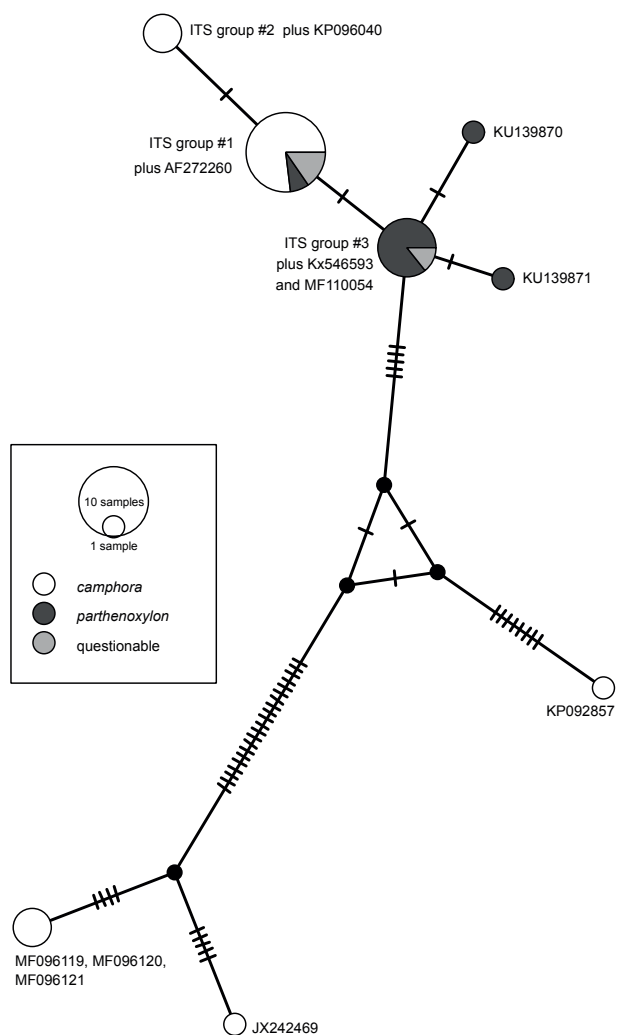 ITS group #2 plus KP096040
ITS group #1
plus AF272260
KU139870
ITS group #3
plus Kx546593
and MF110054
KU139871
10 samples
1 sample
camphora
parthenoxylon
questionable
KP092857
MF096119, MF096120,
MF096121
JX242469